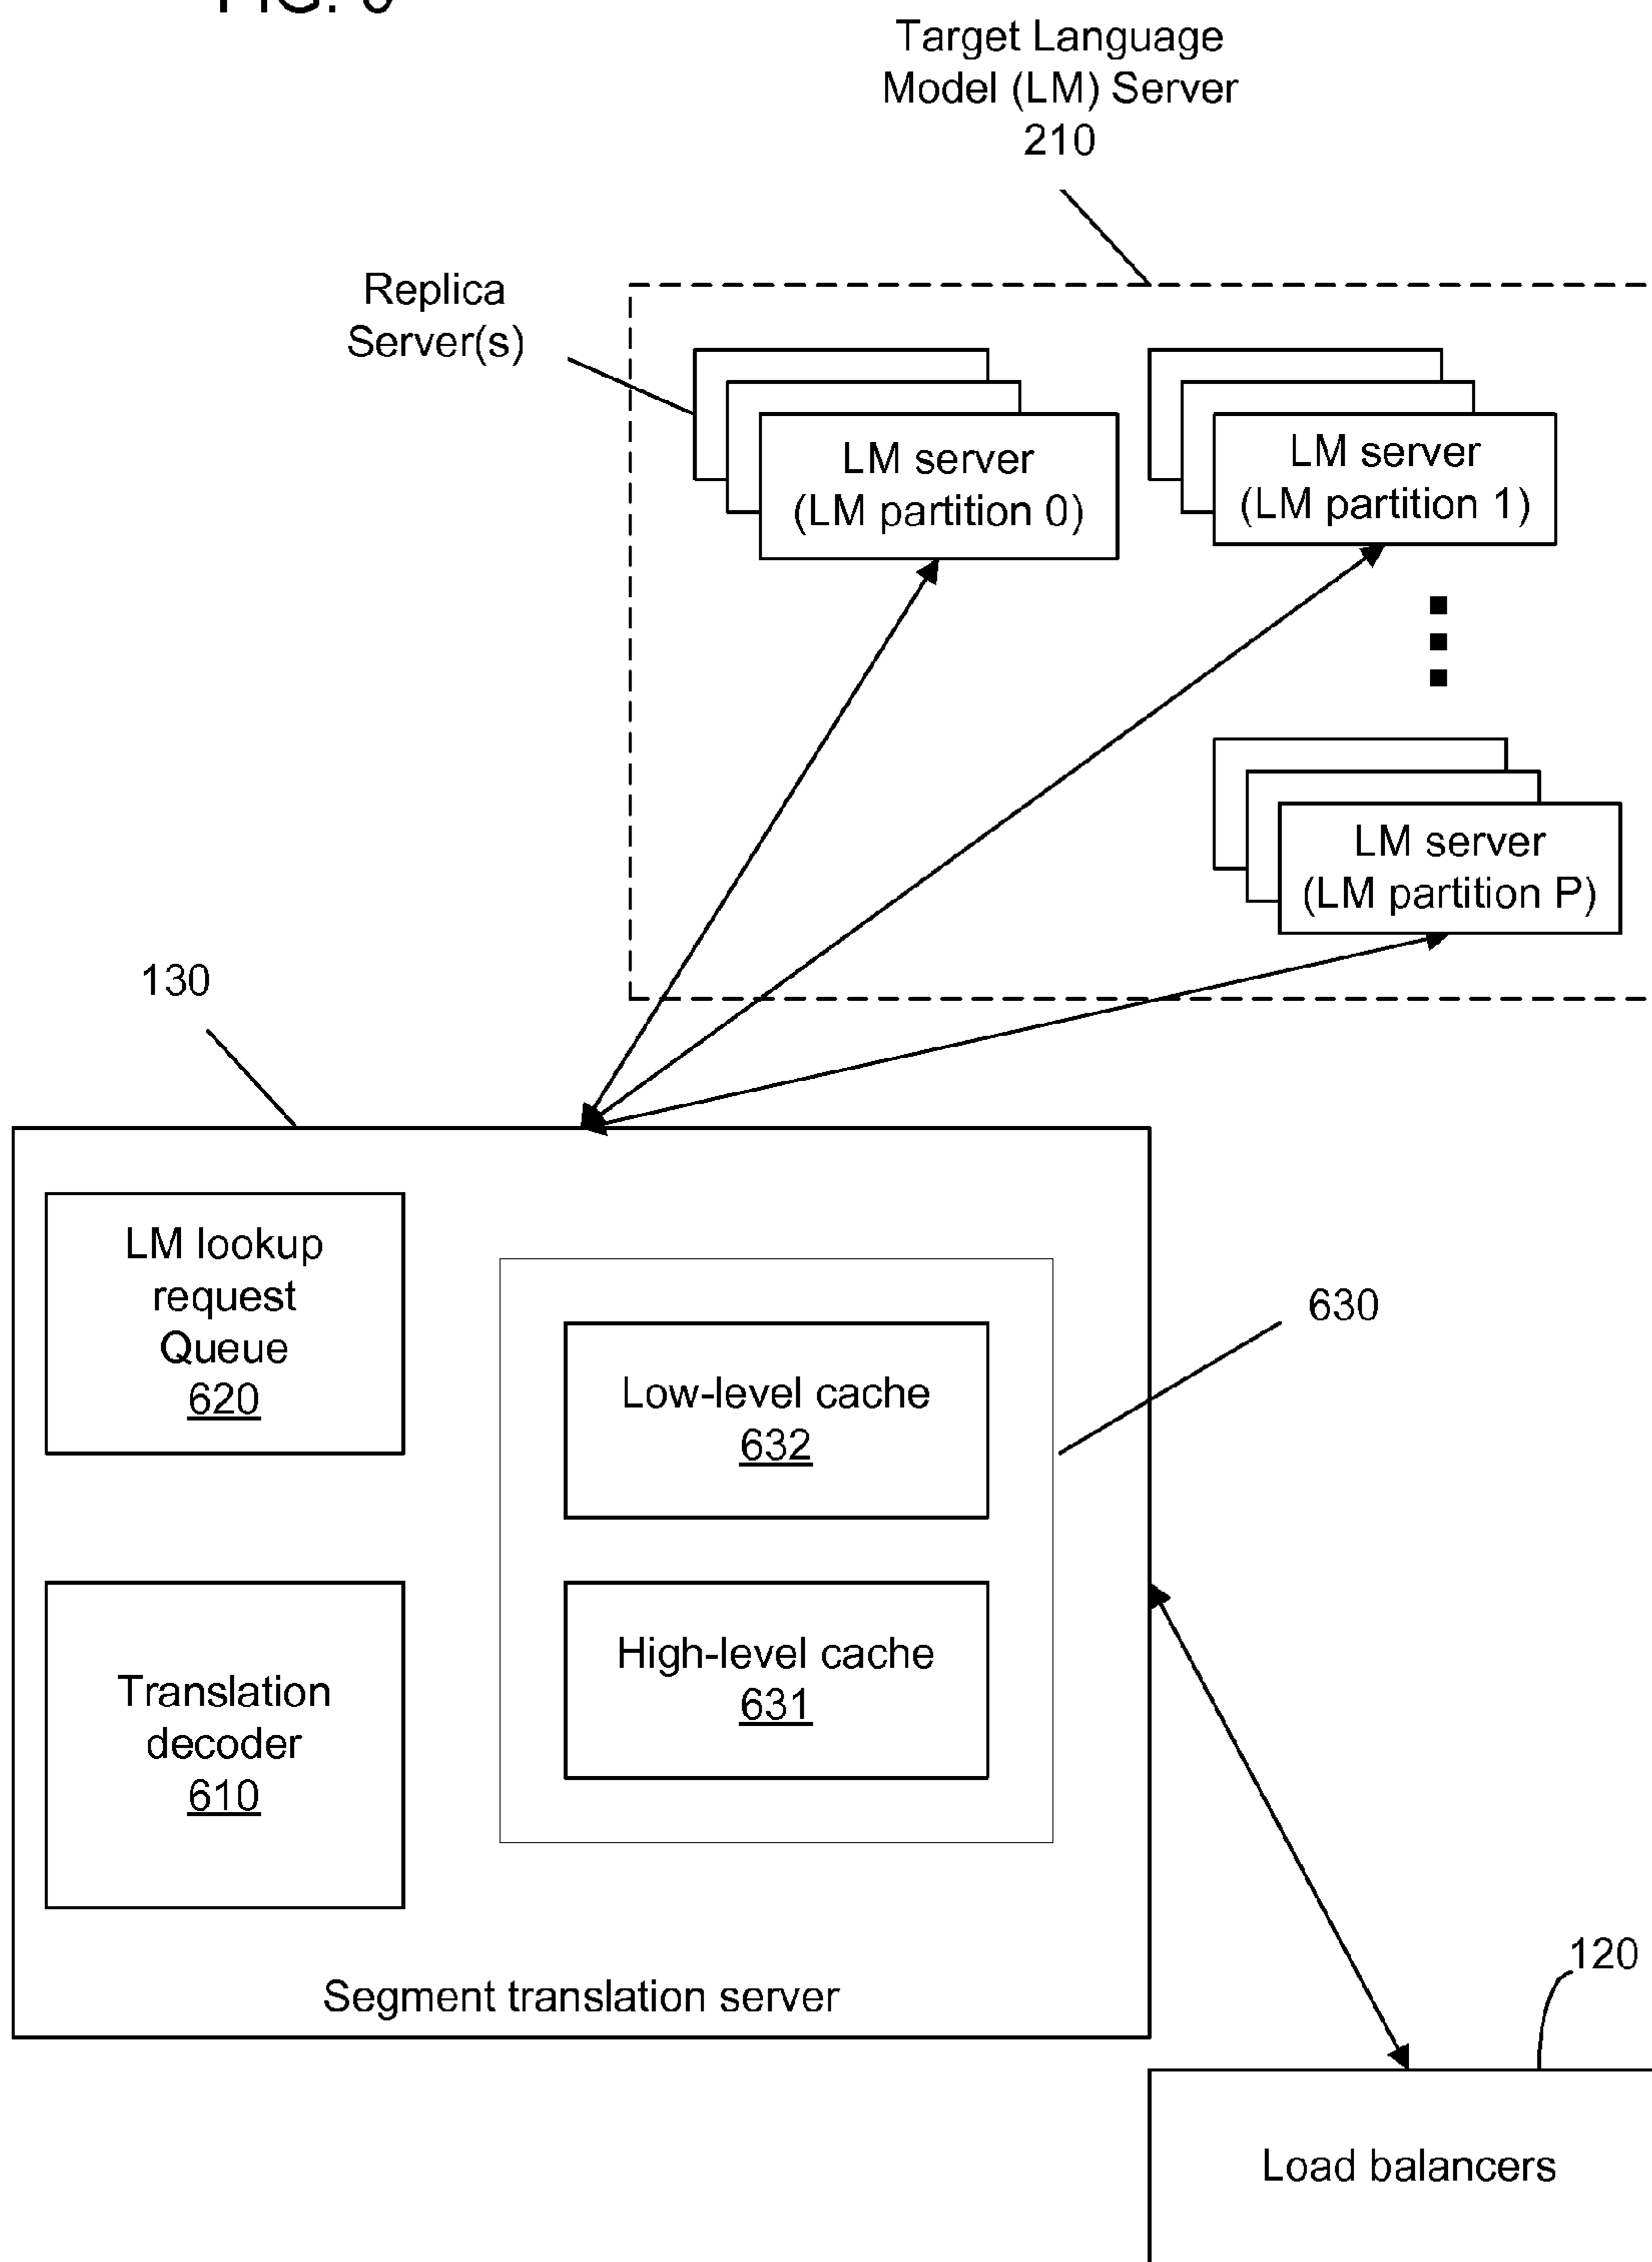 Target Language
Model (LM) Server
210
Replica
Server(s)
LM server
(LM partition 0)
LM server
(LM partition 1)
LM server
(LM partition P)
130
LM lookup
request
Queue
620
630
Low-level cache
632
High-level cache
631
Translation
decoder
610
Segment translation server
120
Load balancers